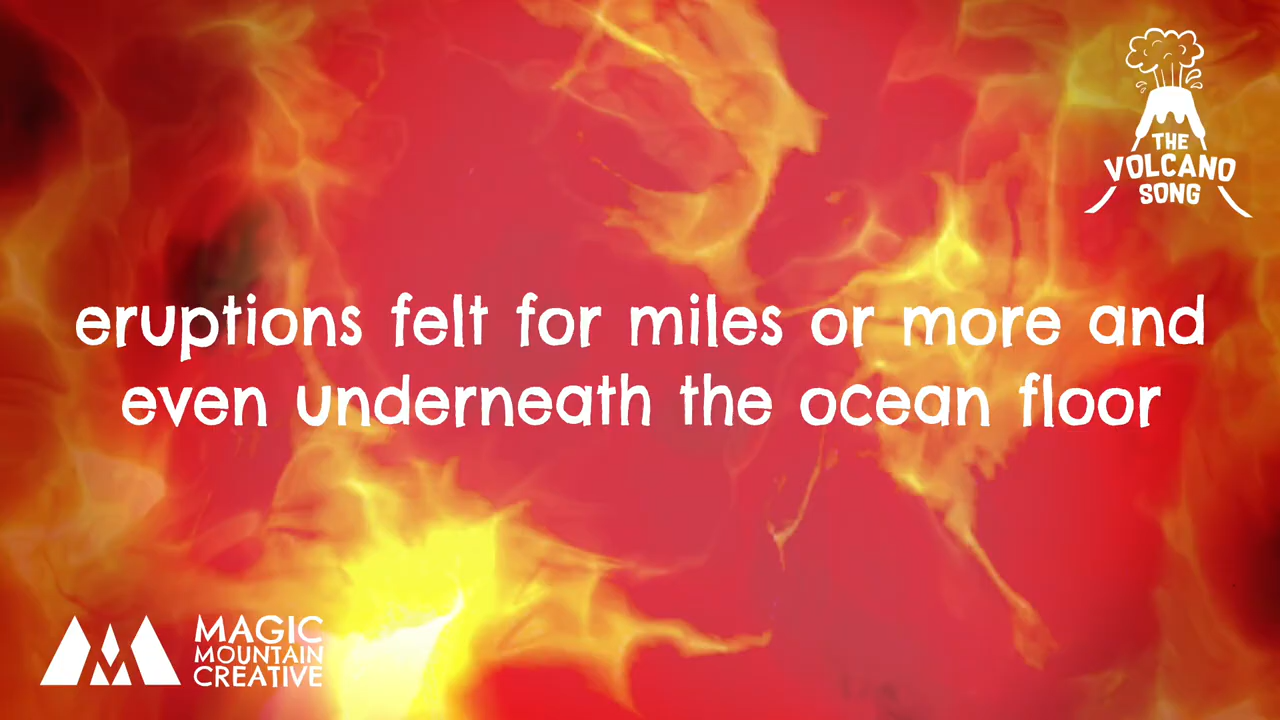 THE
VOLCANO
SONG
eruptions felt for miles or more and
even underneath the ocean floor
MAGIC
MOUNTAIN
CREATIVE